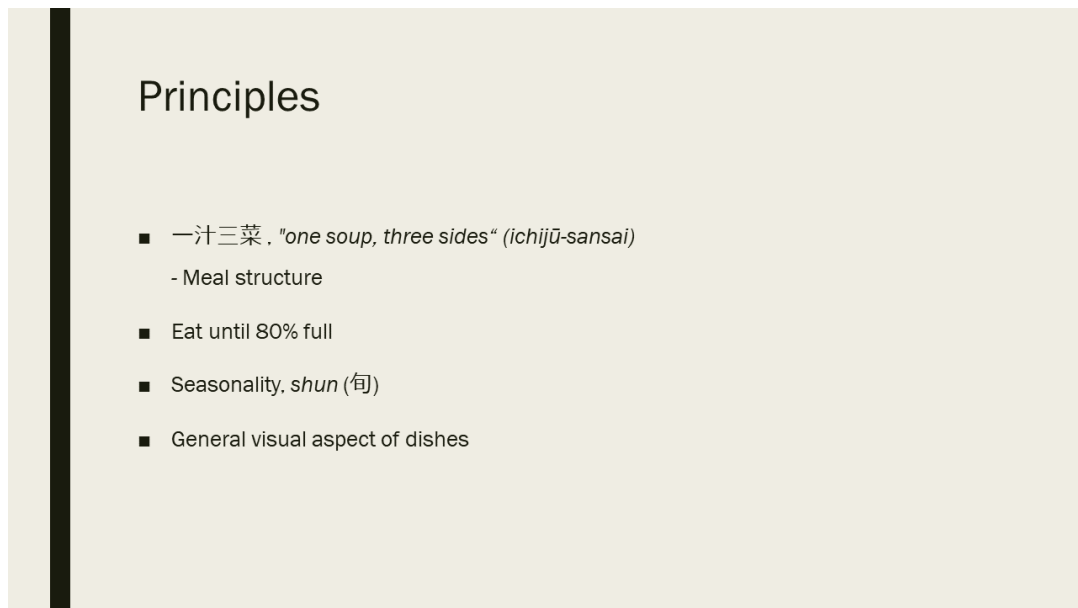 Principles
■ 一汁三菜 , "one soup, three sides“ (ichijū-sansai)
- Meal structure
■ Eat until 80% full
■ Seasonality, shun (旬)
■ General visual aspect of dishes